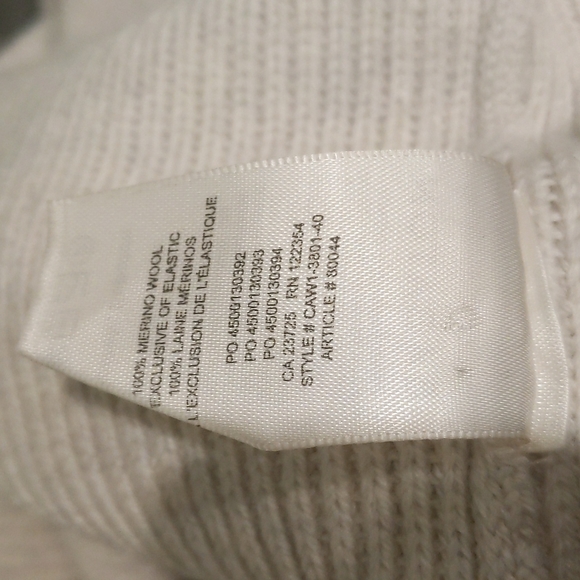 100% MERINO WOOL
EXCLUSIVE OF ELASTIC
100% LAINE MÉRINOS
L'EXCLUSION DE L'ÉLASTIQUE
PO 4500130392
PO 4500130393
PO 4500130394
CA 23725 RN 122354
STYLE # CAW1-3801-40
ARTICLE # 80044